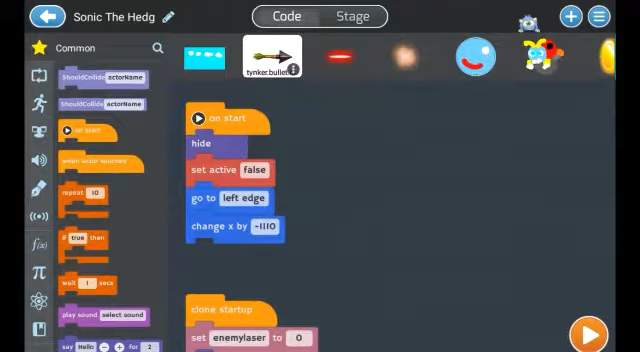 Sonic The Hedg
Code
Stage
Common
tynker.bullet
ShouldCollide actorName
ShouldCollide actorName
on start
when actor touches
repeat 10
if true then
wait 1 secs
play sound select sound
say Hello for 2
on start
hide
set active false
go to left edge
change x by -1110
clone startup
set enemylaser to 0